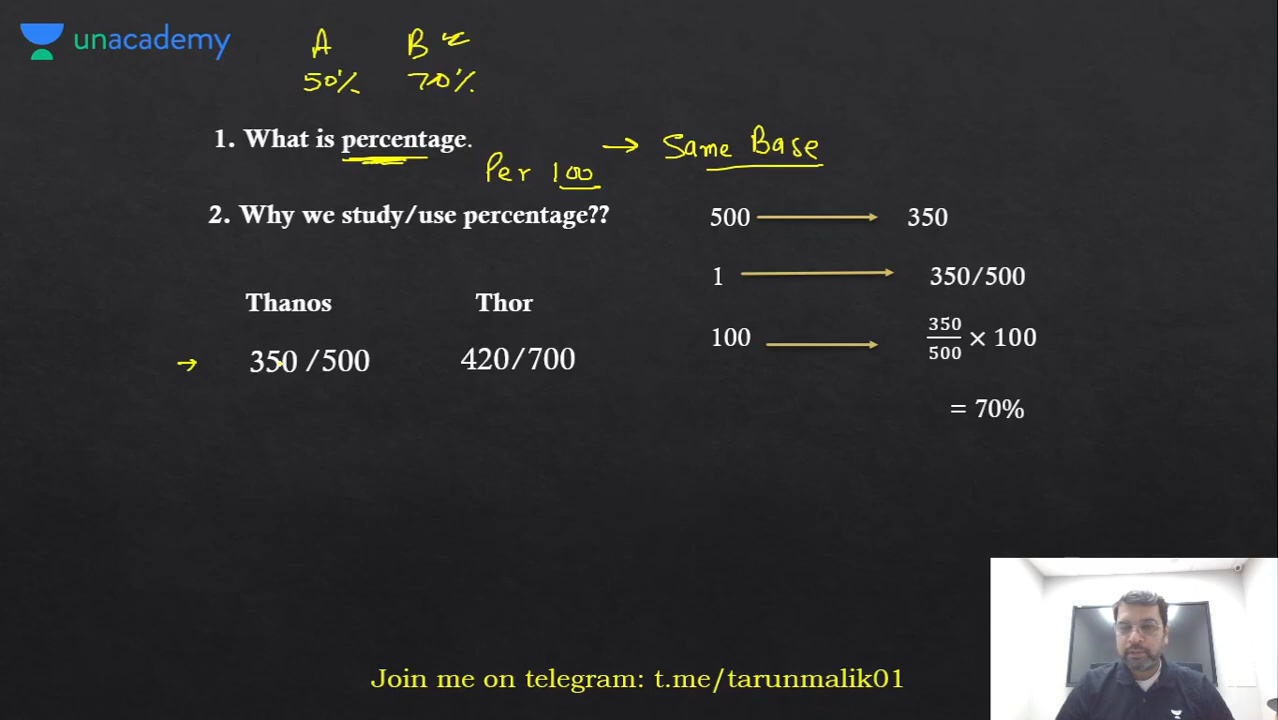 unacademy
A B
50% 70%
1. What is percentage.
Per 100 → Same Base
2. Why we study/use percentage??
500 350
1 350/500
100 350/500 × 100
= 70%
Thanos Thor
→ 350 /500 420/700
Join me on telegram: t.me/tarunmalik01